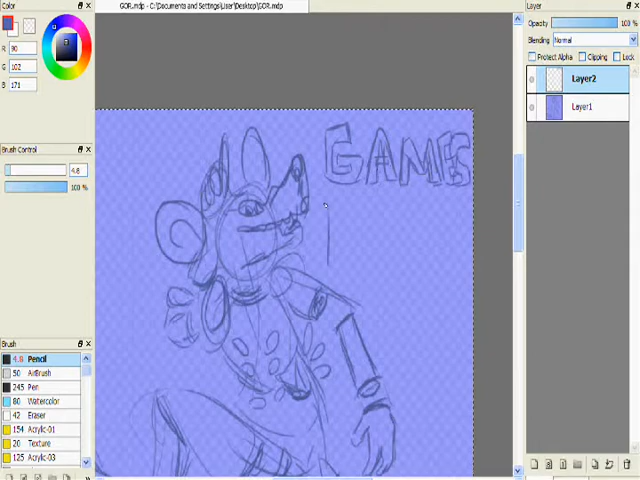 Color
GOR.mdp - C:\Documents and Settings\User\Desktop\GOR.mdp
Layer
R 90
G 102
B 171
Opacity 100 %
Blending Normal
Protect Alpha Clipping Lock
Layer2
Layer1
Brush Control
4.8
100 %
GAMES
Brush
4.8 Pencil
50 AirBrush
245 Pen
80 Watercolor
42 Eraser
154 Acrylc-01
20 Texture
125 Acrylc-03